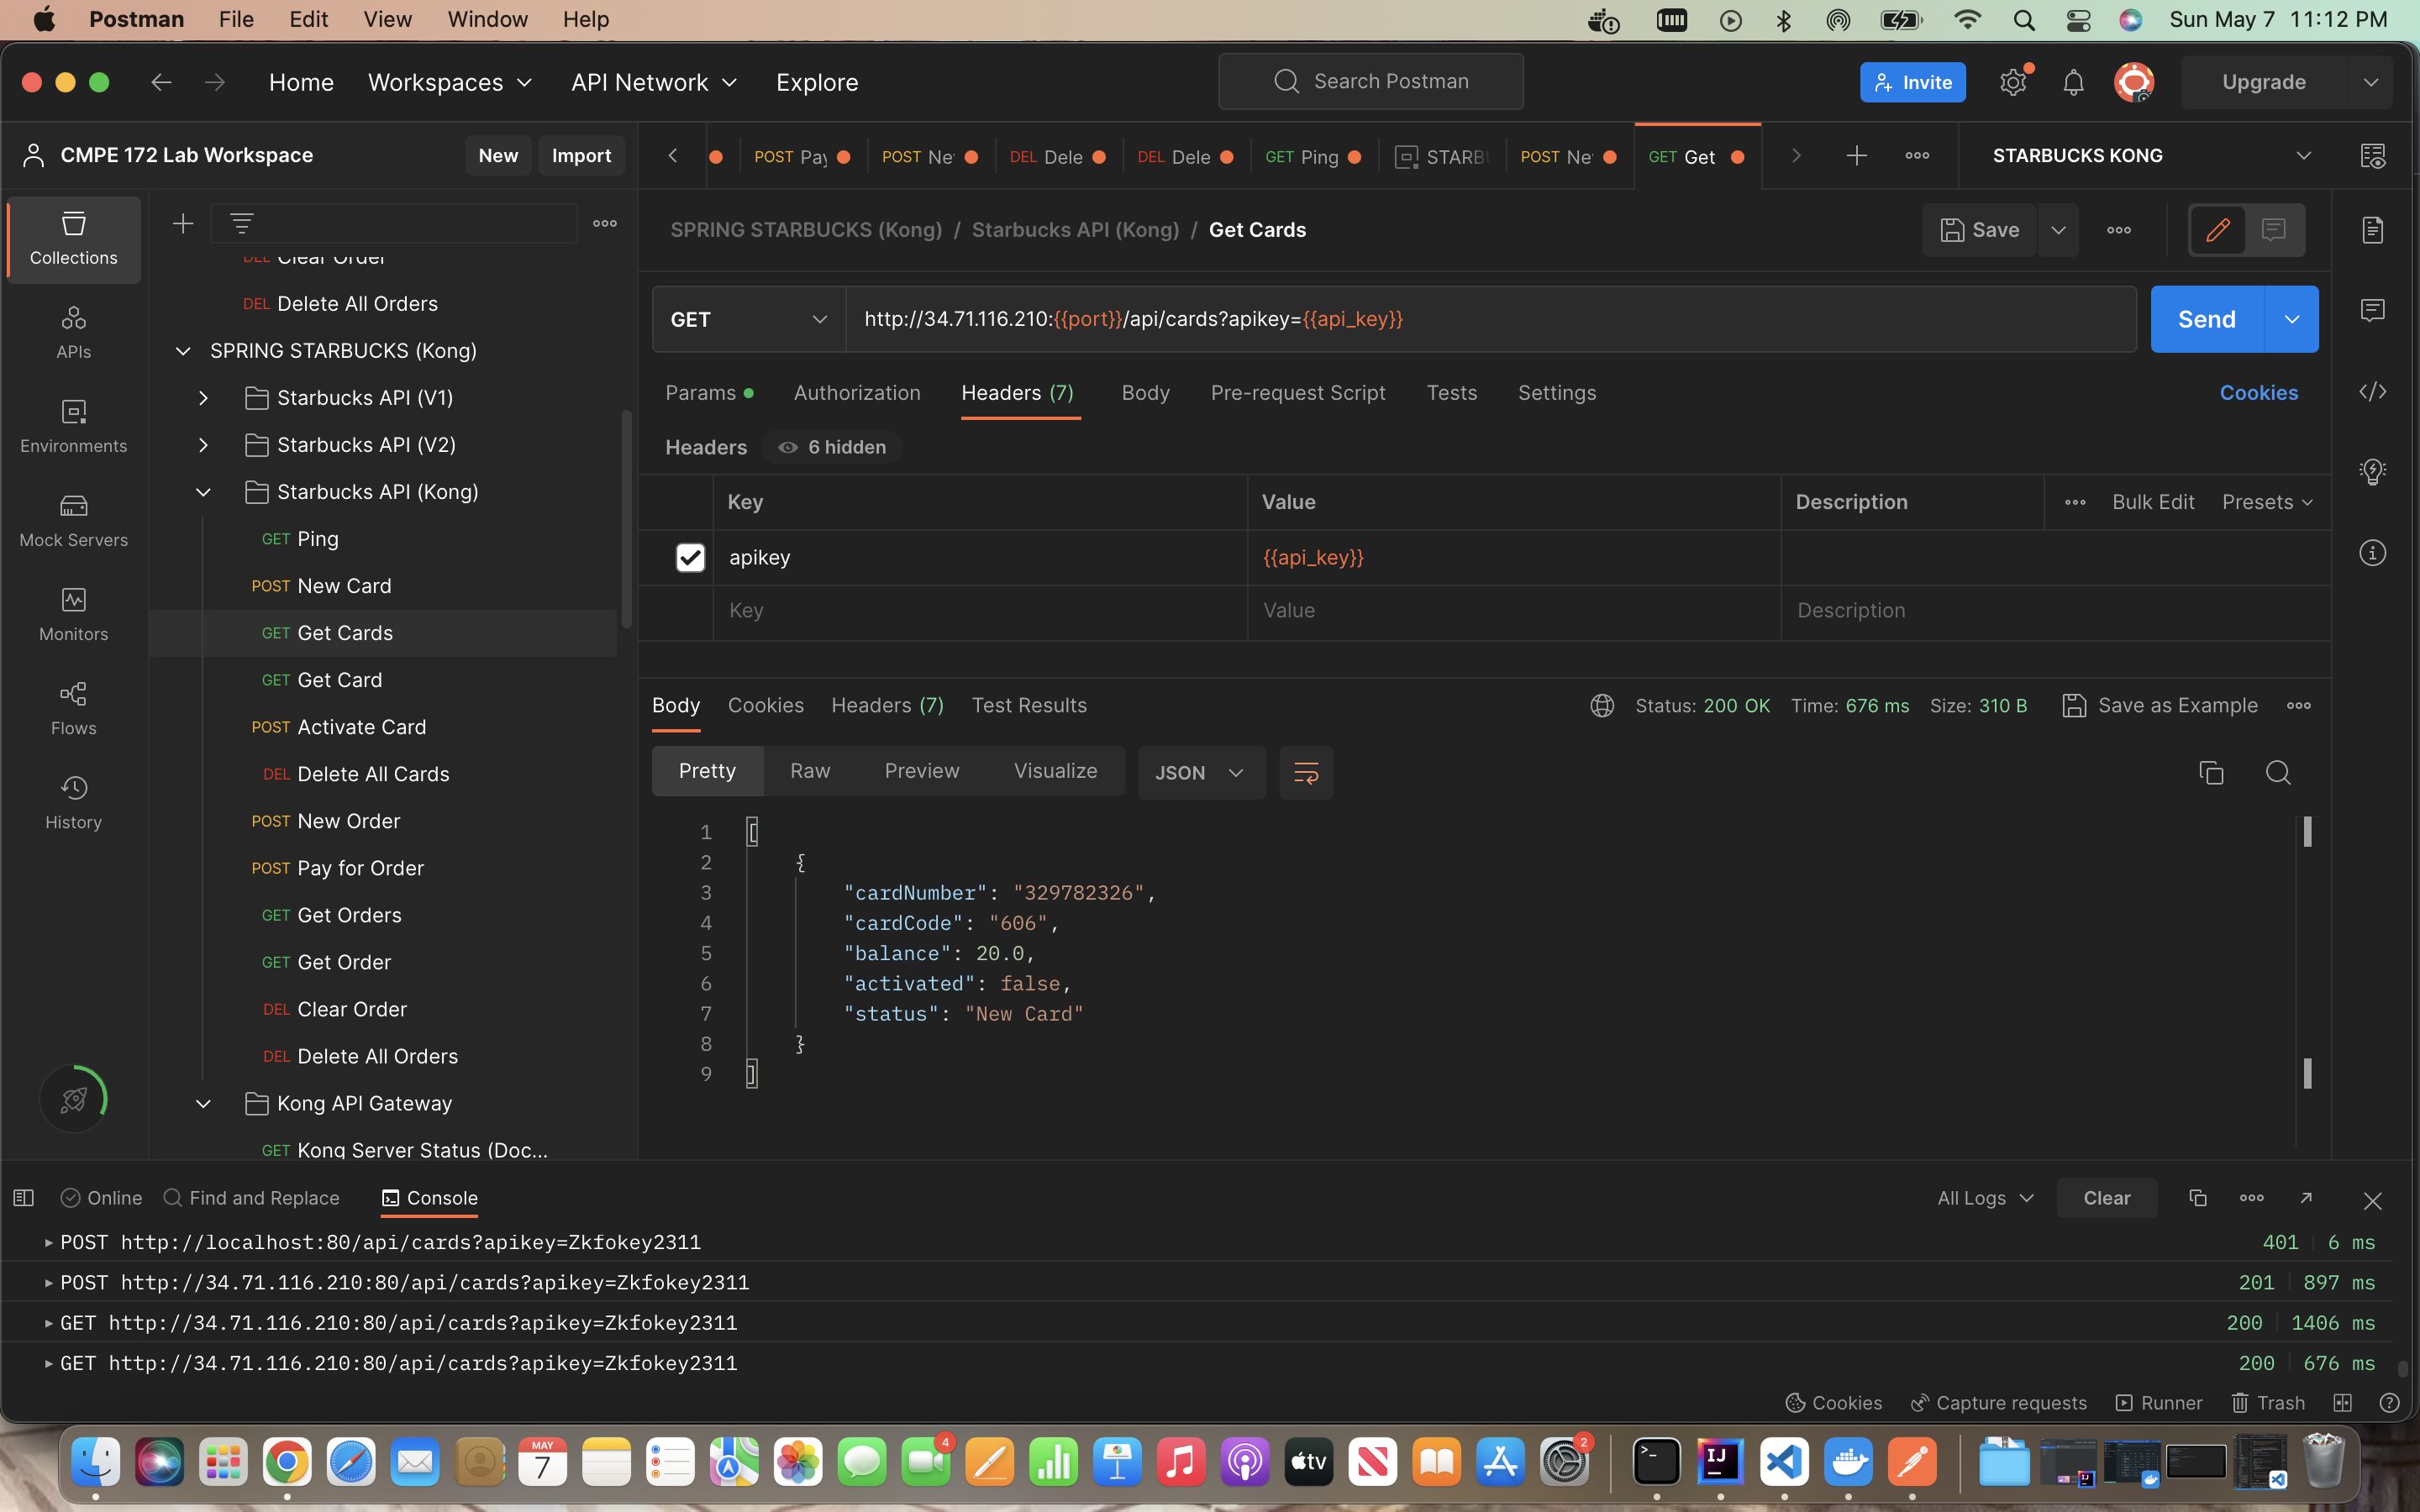 Postman File Edit View Window Help Sun May 7 11:12 PM
Home Workspaces API Network Explore Search Postman Invite Upgrade
CMPE 172 Lab Workspace New Import
POST Pay POST Ne DEL Dele DEL Dele GET Ping STARB POST Ne GET Get STARBUCKS KONG
Collections
APIs
Environments
Mock Servers
Monitors
Flows
History
DEL Clear Order
DEL Delete All Orders
SPRING STARBUCKS (Kong)
Starbucks API (V1)
Starbucks API (V2)
Starbucks API (Kong)
GET Ping
POST New Card
GET Get Cards
GET Get Card
POST Activate Card
DEL Delete All Cards
POST New Order
POST Pay for Order
GET Get Orders
GET Get Order
DEL Clear Order
DEL Delete All Orders
Kong API Gateway
GET Kong Server Status (Doc...
SPRING STARBUCKS (Kong) / Starbucks API (Kong) / Get Cards Save
GET http://34.71.116.210:{{port}}/api/cards?apikey={{api_key}} Send
Params Authorization Headers (7) Body Pre-request Script Tests Settings Cookies
Headers 6 hidden
Key Value Description Bulk Edit Presets
apikey {{api_key}}
Key Value Description
Body Cookies Headers (7) Test Results Status: 200 OK Time: 676 ms Size: 310 B Save as Example
Pretty Raw Preview Visualize JSON
1 [
2 {
3 "cardNumber": "329782326",
4 "cardCode": "606",
5 "balance": 20.0,
6 "activated": false,
7 "status": "New Card"
8 }
9 ]
Online Find and Replace Console All Logs Clear
POST http://localhost:80/api/cards?apikey=Zkfokey2311 401 6 ms
POST http://34.71.116.210:80/api/cards?apikey=Zkfokey2311 201 897 ms
GET http://34.71.116.210:80/api/cards?apikey=Zkfokey2311 200 1406 ms
GET http://34.71.116.210:80/api/cards?apikey=Zkfokey2311 200 676 ms
Cookies Capture requests Runner Trash
MAY 7 4 tv 2 >_ IJ